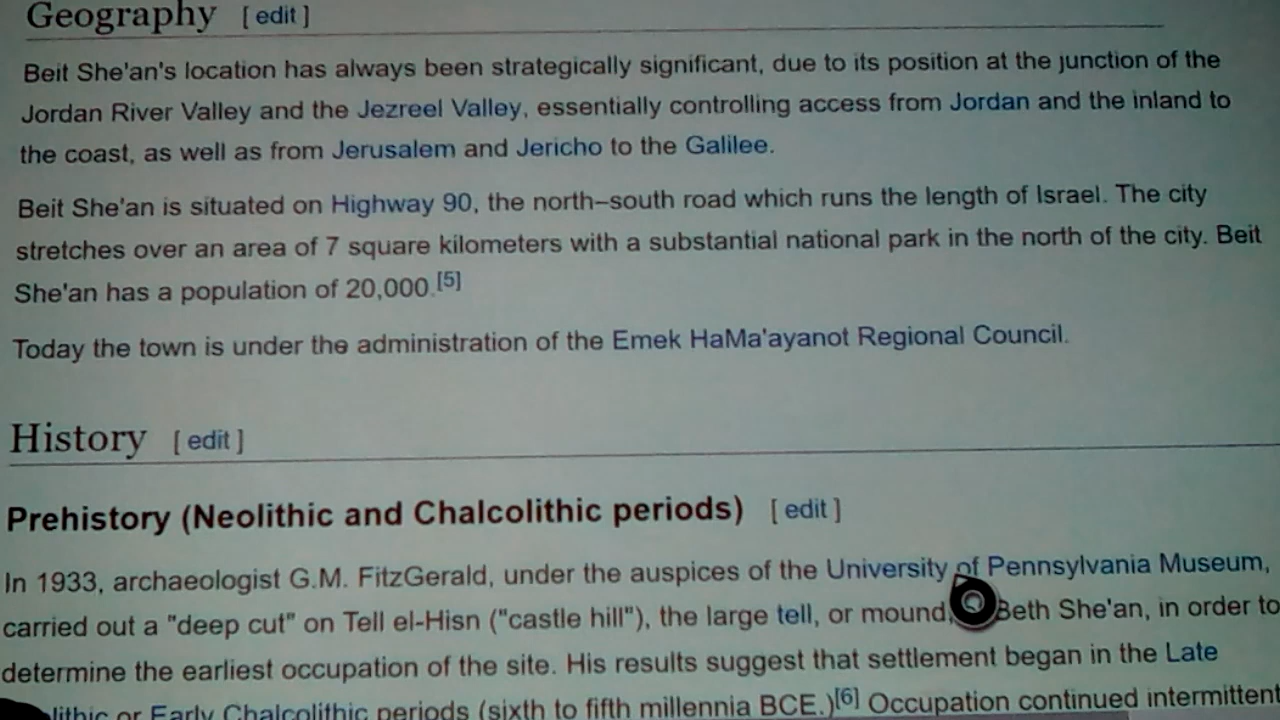 Geography [ edit ]
Beit She'an's location has always been strategically significant, due to its position at the junction of the
Jordan River Valley and the Jezreel Valley, essentially controlling access from Jordan and the inland to
the coast, as well as from Jerusalem and Jericho to the Galilee.
Beit She'an is situated on Highway 90, the north–south road which runs the length of Israel. The city
stretches over an area of 7 square kilometers with a substantial national park in the north of the city. Beit
She'an has a population of 20,000.[5]
Today the town is under the administration of the Emek HaMa'ayanot Regional Council.
History [ edit ]
Prehistory (Neolithic and Chalcolithic periods) [ edit ]
In 1933, archaeologist G.M. FitzGerald, under the auspices of the University of Pennsylvania Museum,
carried out a "deep cut" on Tell el-Hisn ("castle hill"), the large tell, or mound, Beth She'an, in order to
determine the earliest occupation of the site. His results suggest that settlement began in the Late
or Early Chalcolithic periods (sixth to fifth millennia BCE.)[6] Occupation continued